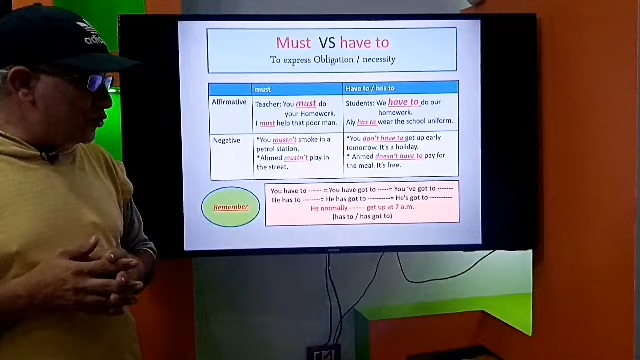 adidas
Must VS have to
To express Obligation / necessity
must
Have to / has to
Affirmative
Teacher: You must do
your Homework.
I must help that poor man.
Students: We have to do our
homework.
Aly has to wear the school uniform.
Negative
*You mustn't smoke in a
petrol station.
*Ahmed mustn't play in
the street.
*You don't have to get up early
tomorrow. It's a holiday.
* Ahmed doesn't have to pay for
the meal. It's free.
Remember
You have to ------ = You have got to ----- = You 've got to -------
He has to -------= He has got to ----------= He's got to ----------
He normally ------- get up at 7 a.m.
(has to / has got to)